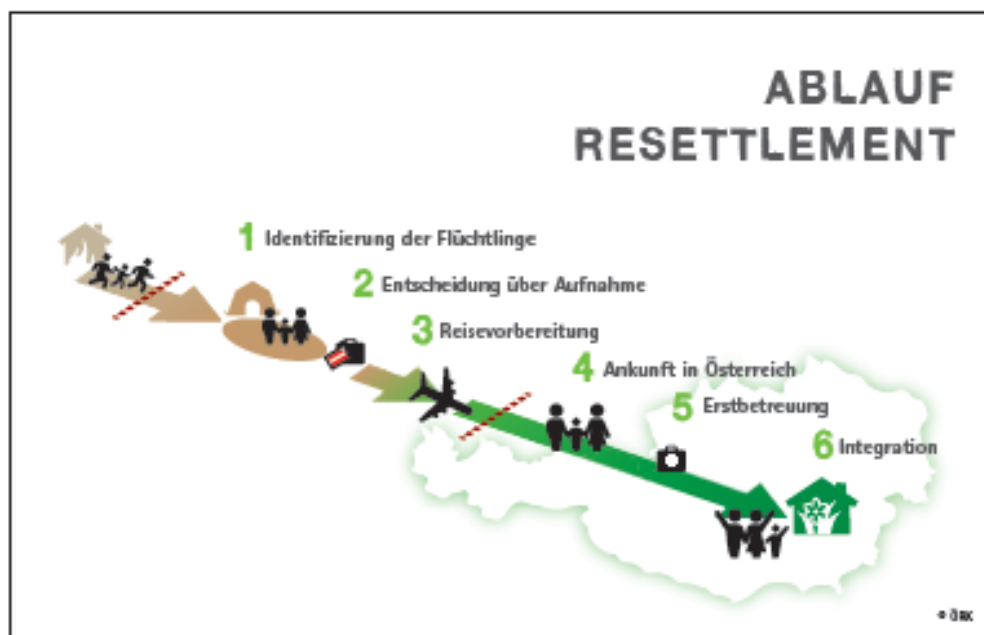 ABLAUF
RESETTLEMENT
1 Identifizierung der Flüchtlinge
2 Entscheidung über Aufnahme
3 Reisevorbereitung
4 Ankunft in Österreich
5 Erstbetreuung
6 Integration
© ÖRK